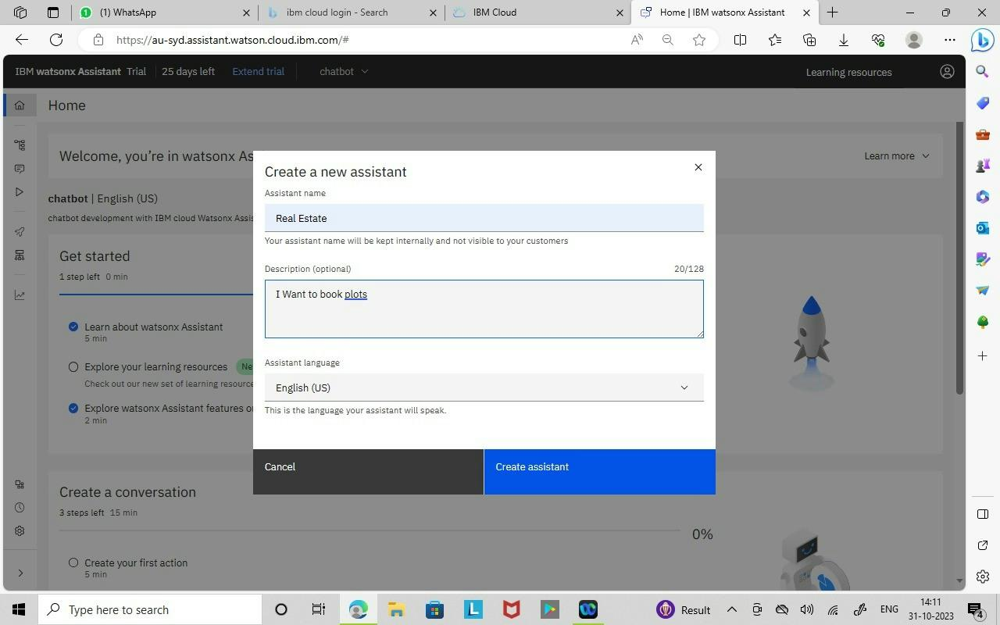 (1) WhatsApp
ibm cloud login - Search
IBM Cloud
Home | IBM watsonx Assistant
https://au-syd.assistant.watson.cloud.ibm.com/#
IBM watsonx Assistant Trial 25 days left Extend trial chatbot Learning resources
Home
Welcome, you're in watsonx As
Learn more
chatbot | English (US)
chatbot development with IBM cloud Watsonx Assis
Get started
1 step left 0 min
Learn about watsonx Assistant
5 min
Explore your learning resources Ne
Check out our new set of learning resource
Explore watsonx Assistant features o
2 min
Create a conversation
3 steps left 15 min
0%
Create your first action
5 min
Create a new assistant
Assistant name
Real Estate
Your assistant name will be kept internally and not visible to your customers
Description (optional) 20/128
I Want to book plots
Assistant language
English (US)
This is the language your assistant will speak.
Cancel
Create assistant
Type here to search
Result
ENG
14:11
31-10-2023
4